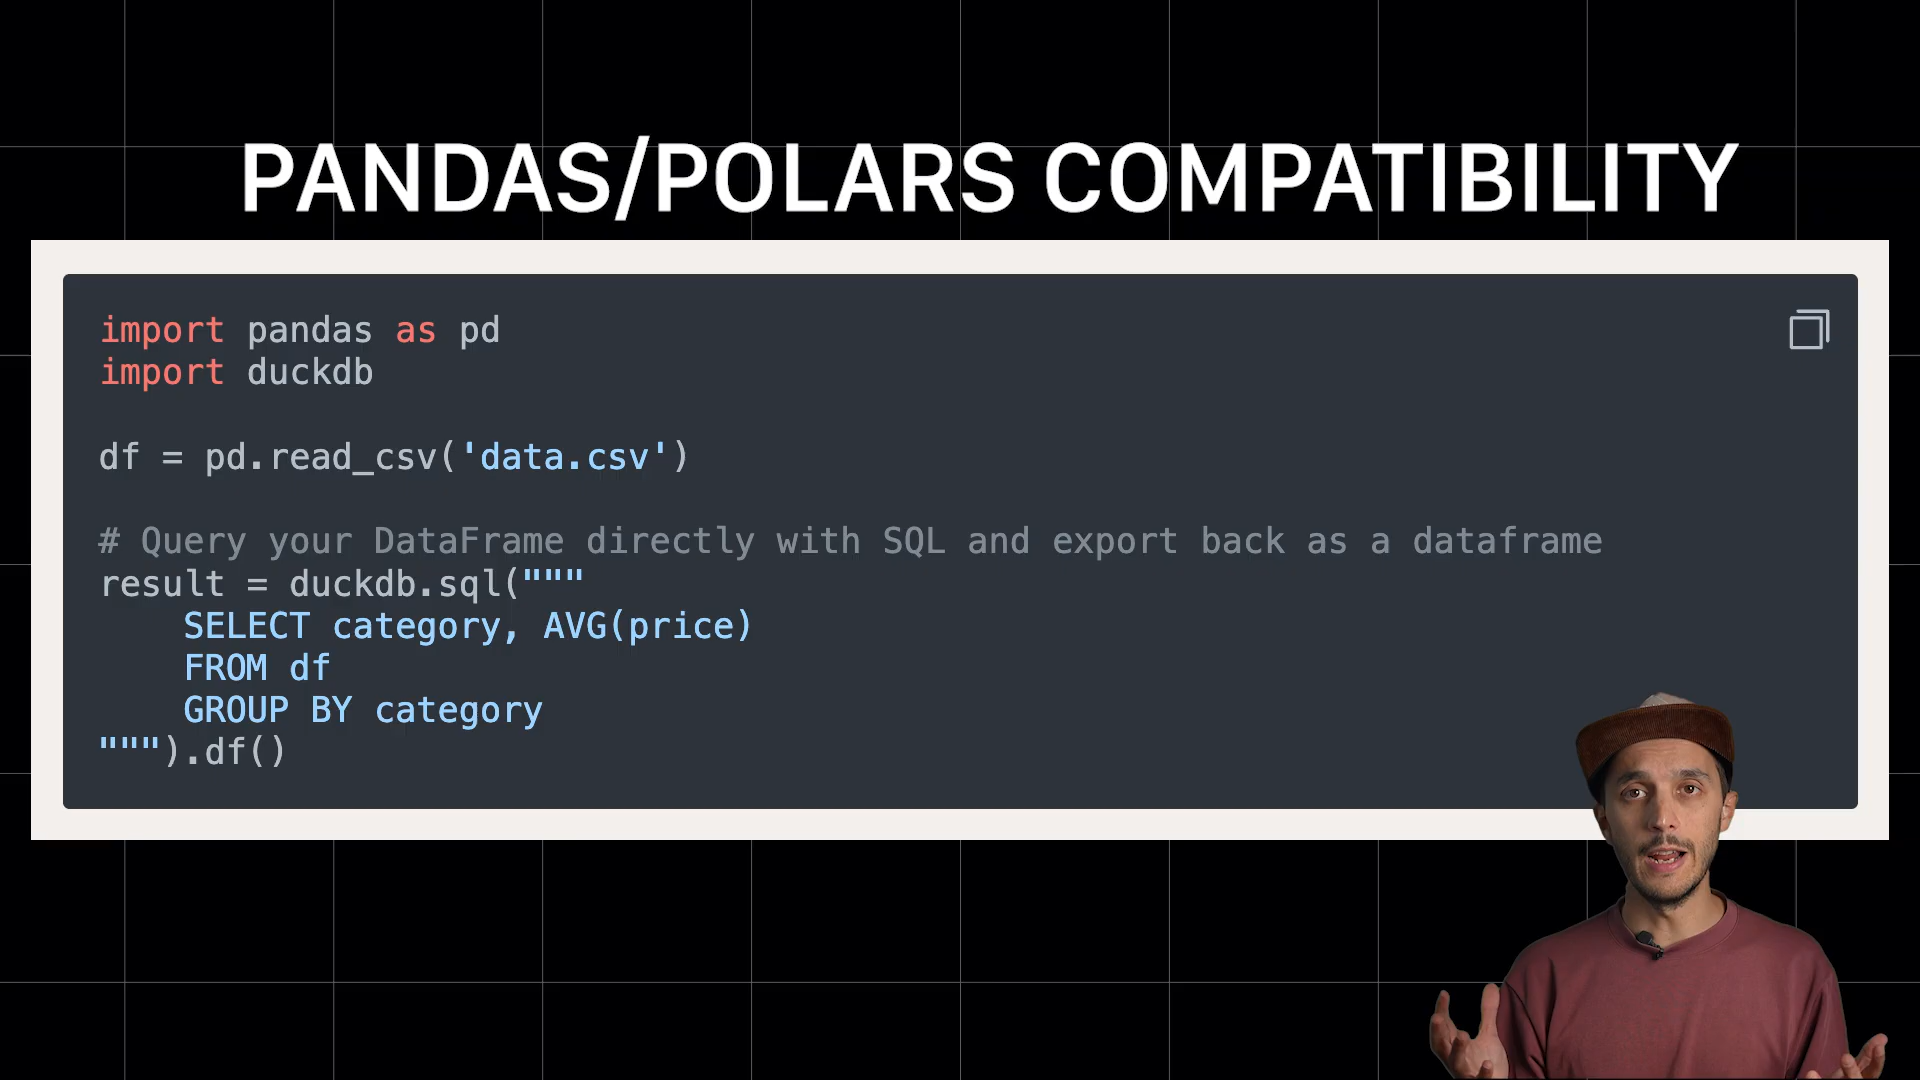 PANDAS/POLARS COMPATIBILITY
import pandas as pd
import duckdb
df = pd.read_csv('data.csv')
# Query your DataFrame directly with SQL and export back as a dataframe
result = duckdb.sql("""
    SELECT category, AVG(price)
    FROM df
    GROUP BY category
""").df()